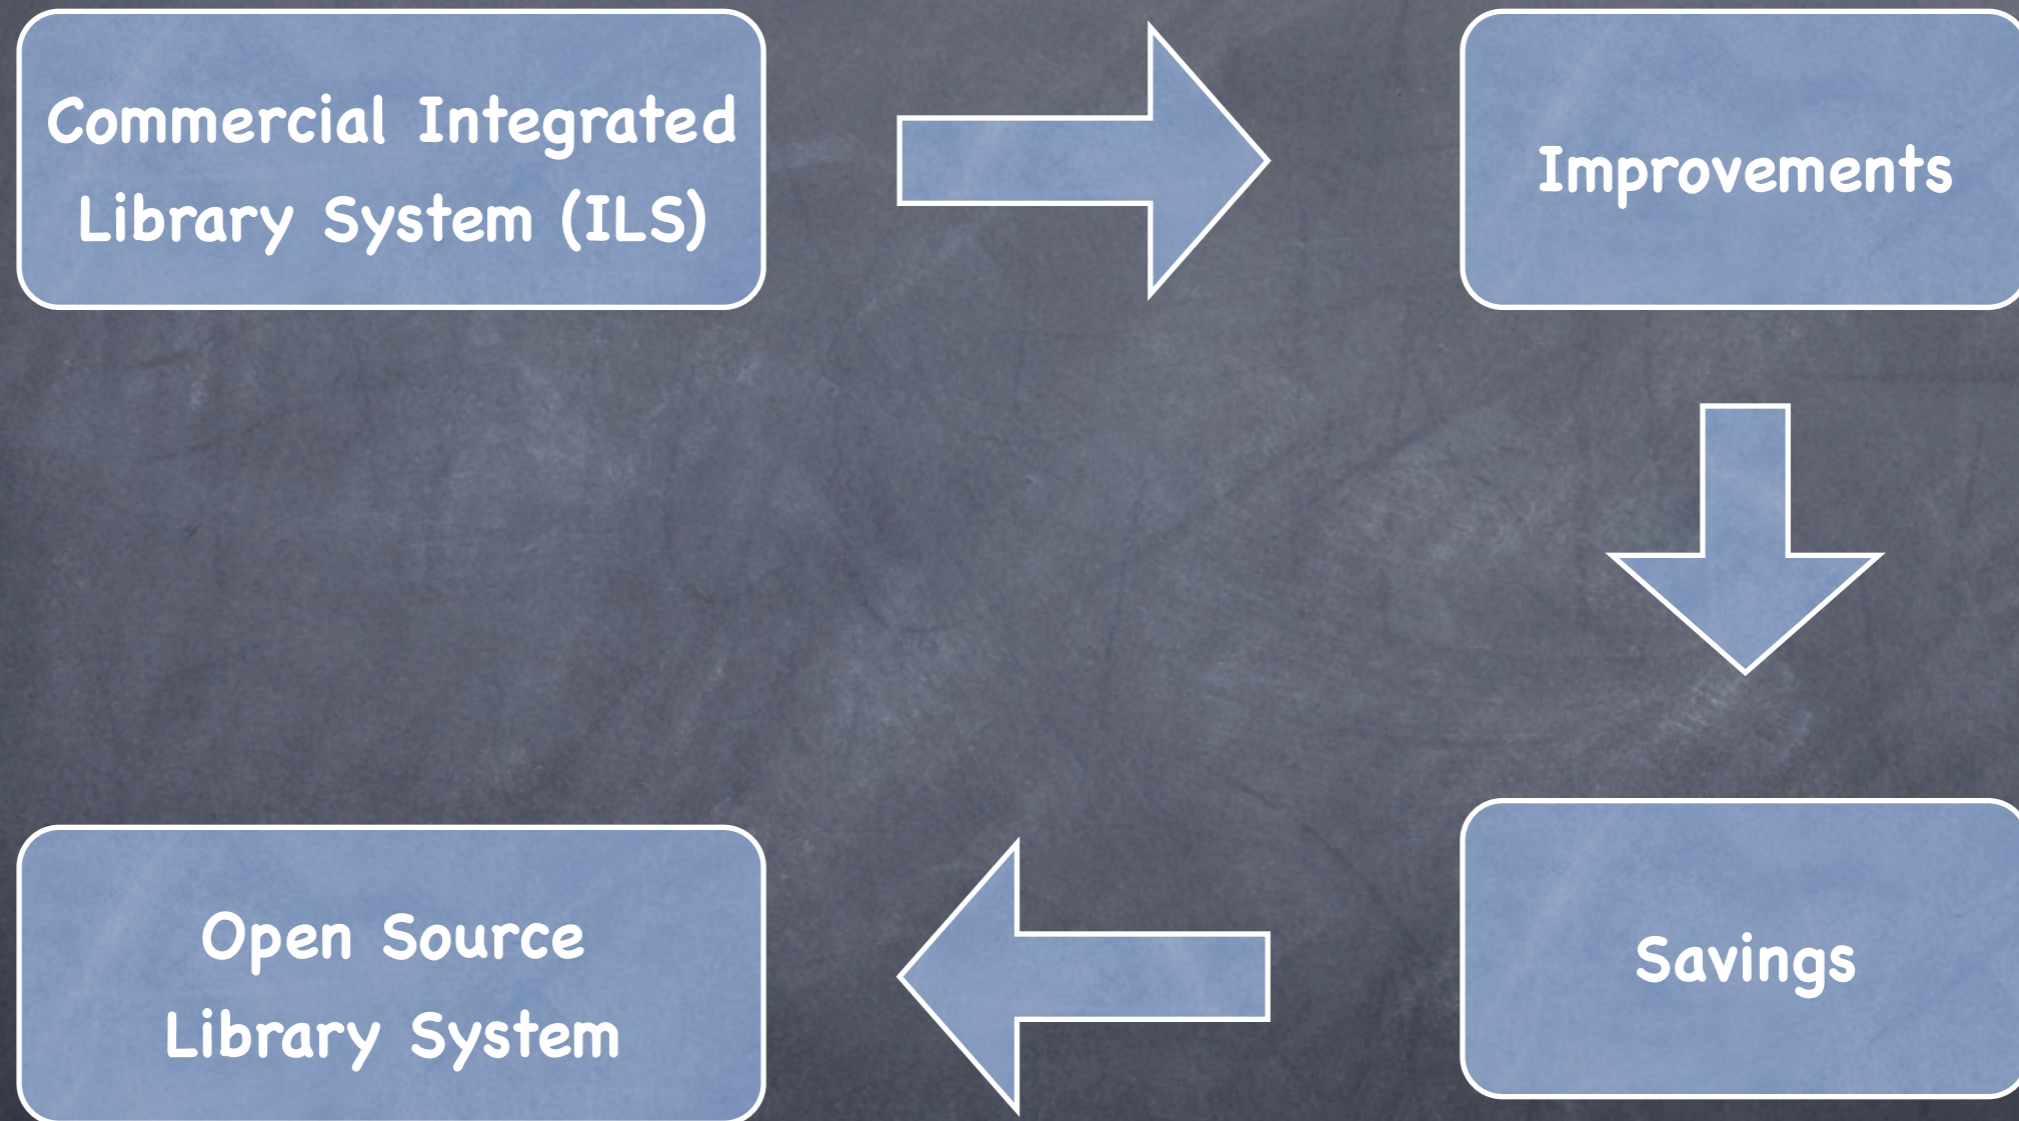 Commercial Integrated
Library System (ILS)
Improvements
Savings
Open Source
Library System